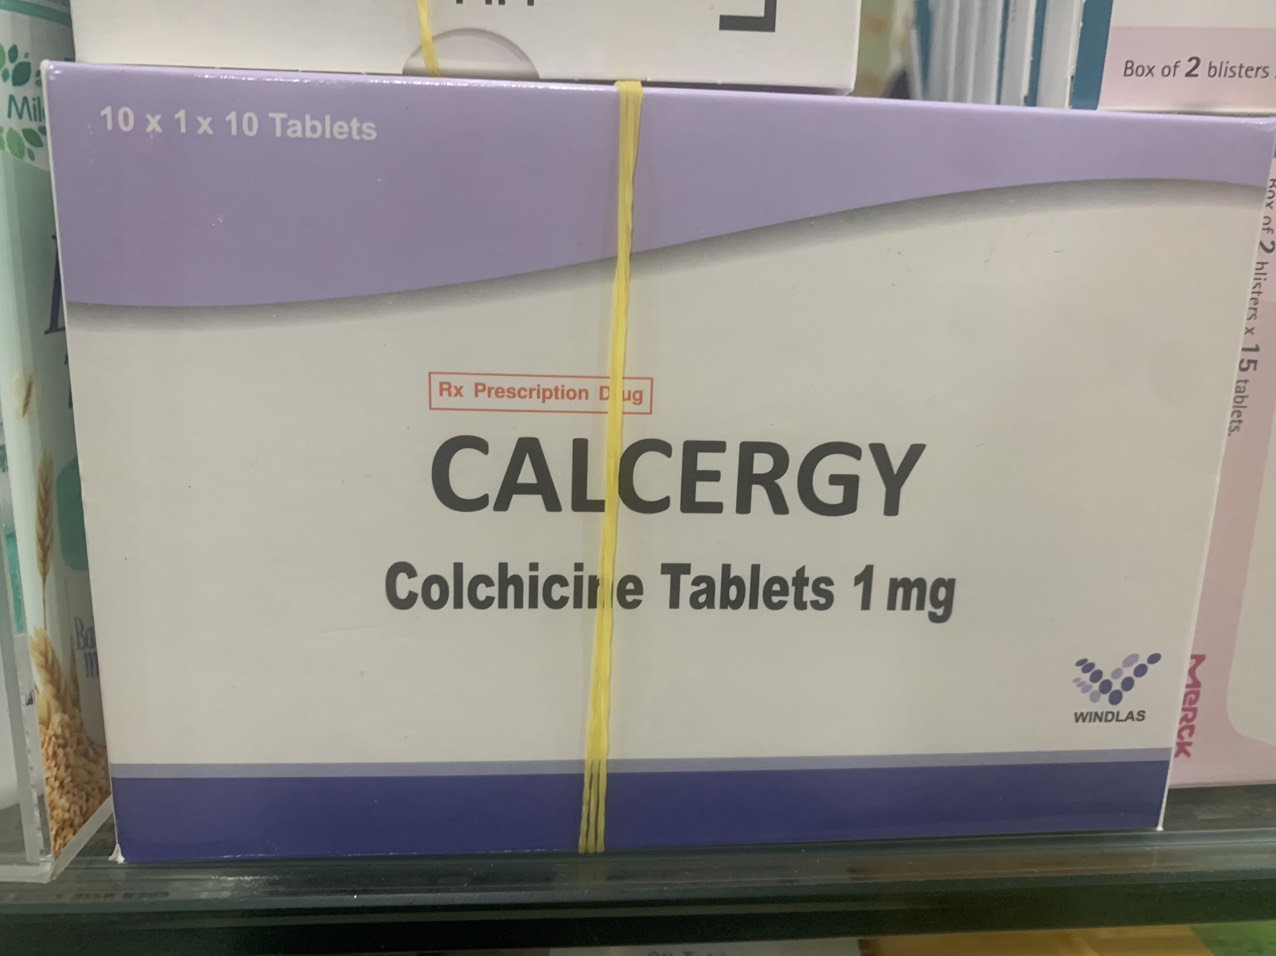 Box of 2 blisters
Mil
10 x 1 x 10 Tablets
Rx Prescription Drug
CALCERGY
Colchicine Tablets 1 mg
WINDLAS
Box of 2 blisters x 15 tablets.
MERCK